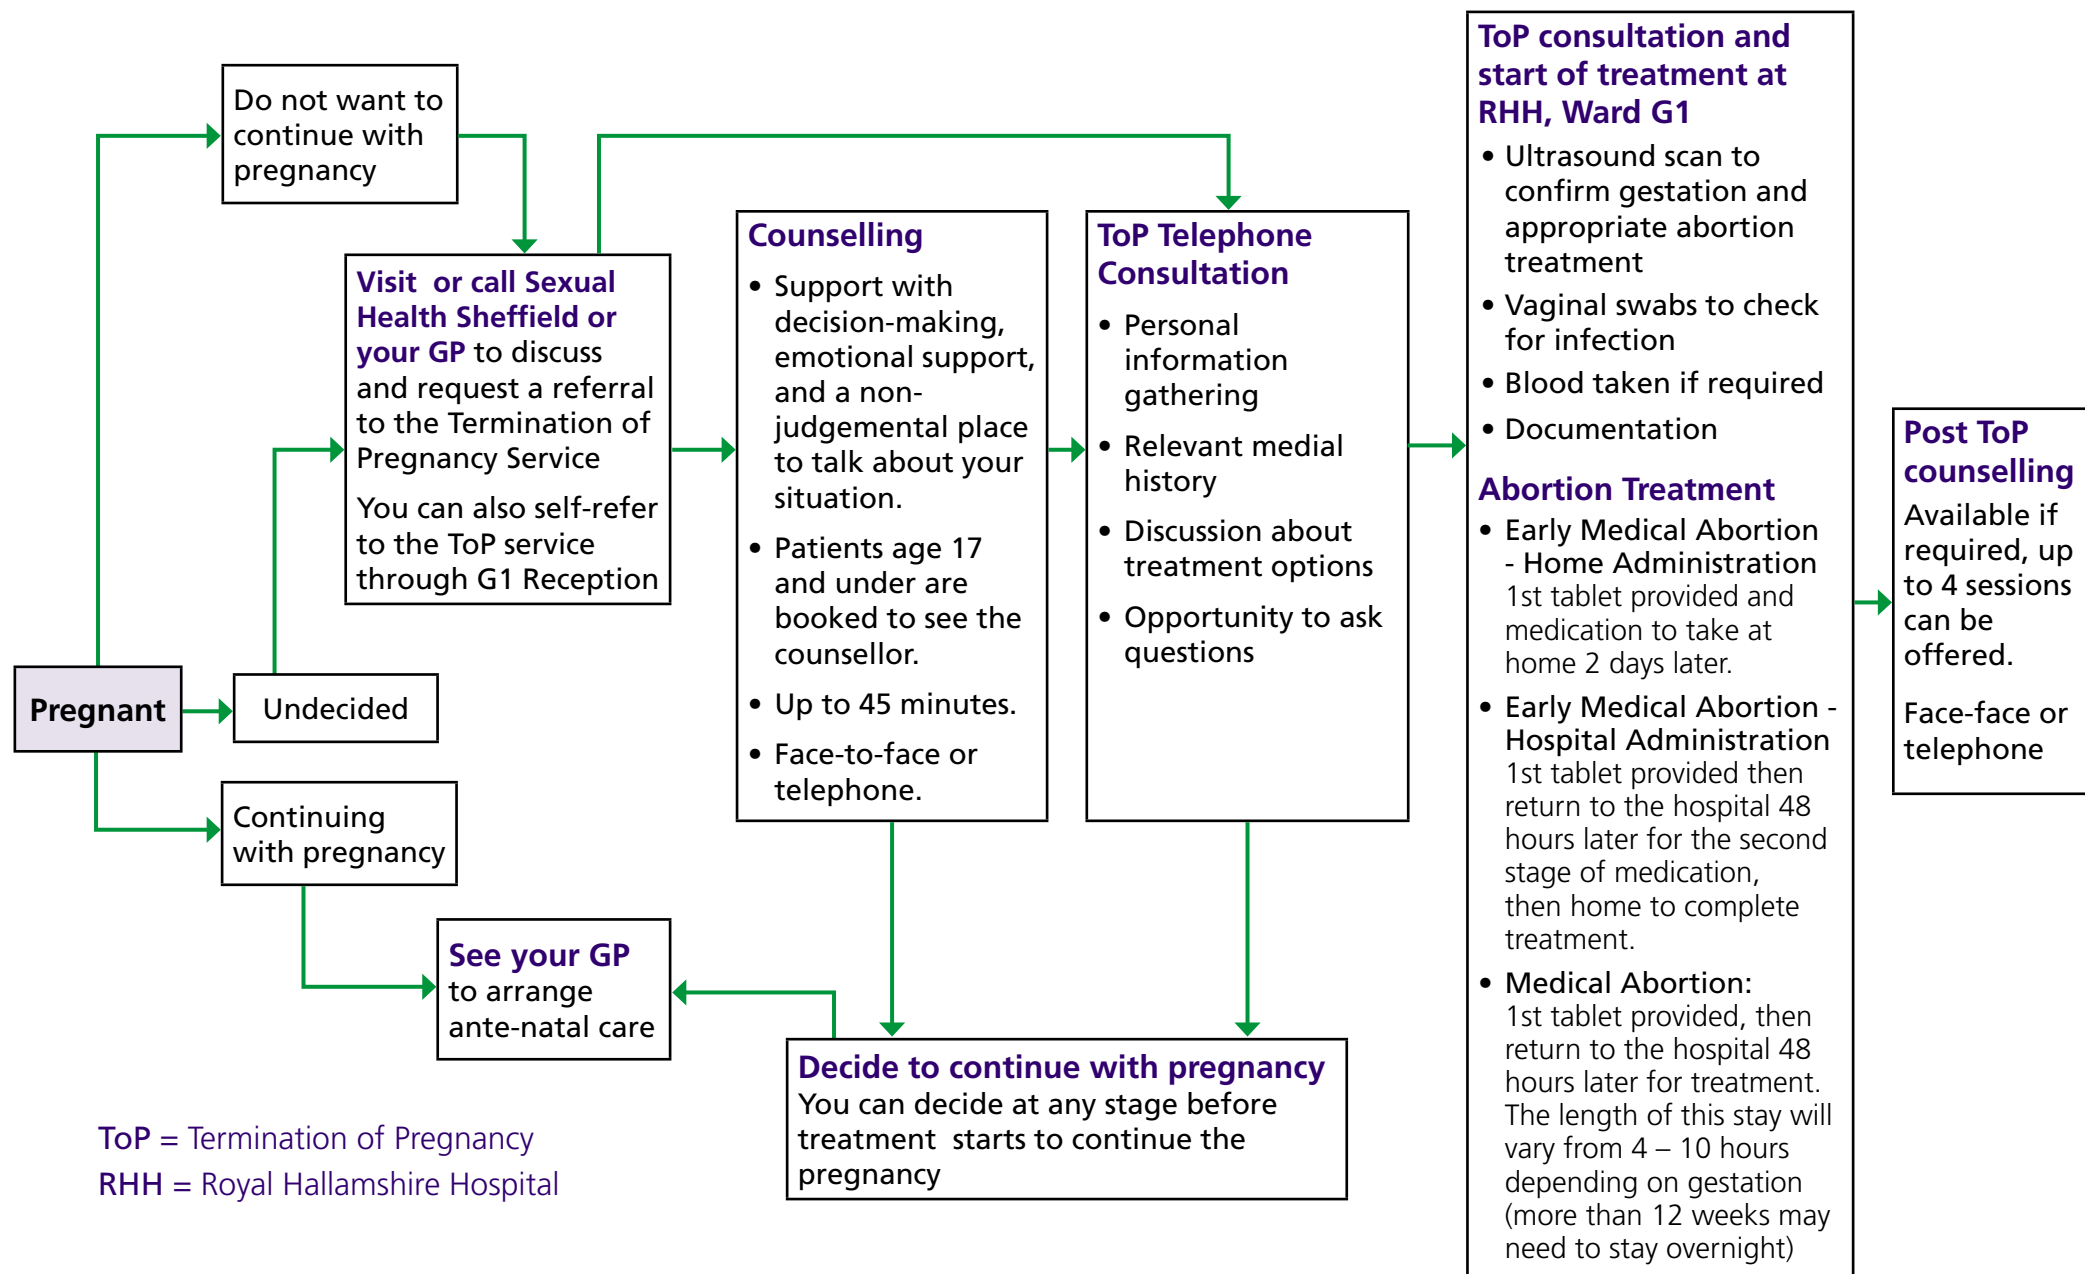 Do not want to
continue with
pregnancy
Visit or call Sexual
Health Sheffield or
your GP to discuss
and request a referral
to the Termination of
Pregnancy Service
You can also self-refer
to the ToP service
through G1 Reception
Pregnant
Undecided
Continuing
with pregnancy
See your GP
to arrange
ante-natal care
Counselling
• Support with
decision-making,
emotional support,
and a non-
judgemental place
to talk about your
situation.
• Patients age 17
and under are
booked to see the
counsellor.
• Up to 45 minutes.
• Face-to-face or
telephone.
ToP Telephone
Consultation
• Personal
information
gathering
• Relevant medial
history
• Discussion about
treatment options
• Opportunity to ask
questions
Decide to continue with pregnancy
You can decide at any stage before
treatment starts to continue the
pregnancy
ToP consultation and
start of treatment at
RHH, Ward G1
• Ultrasound scan to
confirm gestation and
appropriate abortion
treatment
• Vaginal swabs to check
for infection
• Blood taken if required
• Documentation
Abortion Treatment
• Early Medical Abortion
- Home Administration
1st tablet provided and
medication to take at
home 2 days later.
• Early Medical Abortion -
Hospital Administration
1st tablet provided then
return to the hospital 48
hours later for the second
stage of medication,
then home to complete
treatment.
• Medical Abortion:
1st tablet provided, then
return to the hospital 48
hours later for treatment.
The length of this stay will
vary from 4 – 10 hours
depending on gestation
(more than 12 weeks may
need to stay overnight)
Post ToP
counselling
Available if
required, up
to 4 sessions
can be
offered.
Face-face or
telephone
ToP = Termination of Pregnancy
RHH = Royal Hallamshire Hospital